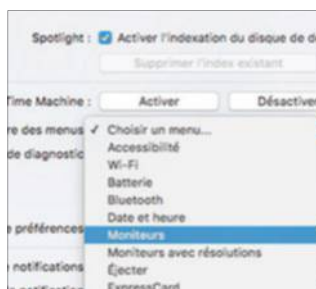 Spotlight : Activer l'indexation du disque de d
Supprimer l'index existant
Time Machine : Activer Désactiver
re des menus ✓ Choisir un menu...
de diagnostic Accessibilité
Wi-Fi
Batterie
Bluetooth
Date et heure
préférences Moniteurs
Moniteurs avec résolutions
notifications Éjecter
ExpressCard